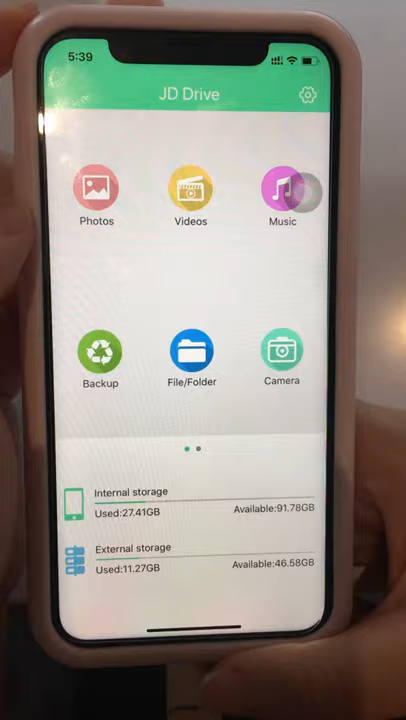 5:39
JD Drive
Photos
Videos
Music
Backup
File/Folder
Camera
Internal storage
Used:27.41GB
Available:91.78GB
External storage
Used:11.27GB
Available:46.58GB